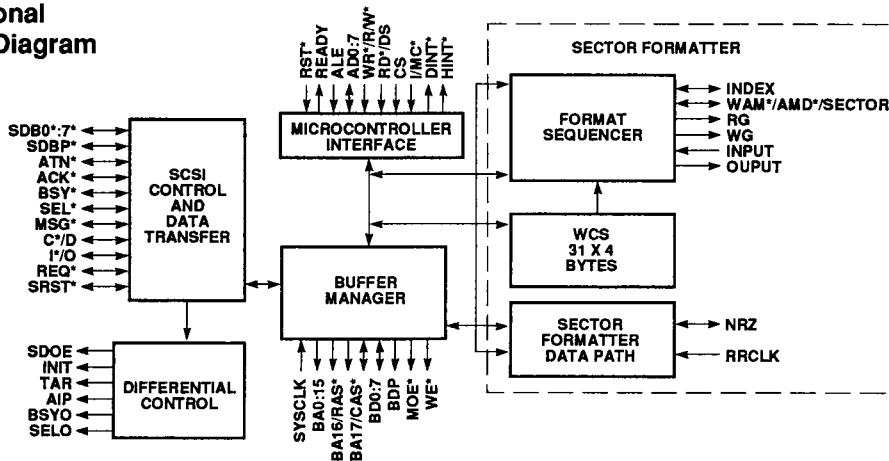 onal
Diagram
RST*
READY
ALE
AD0:7
WR*/R/W*
RD*/DS
CS
I/MC*
DINT*
HINT*
MICROCONTROLLER
INTERFACE
SDB0*:7*
SDBP*
ATN*
ACK*
BSY*
SEL*
MSG*
C*/D
I*/O
REQ*
SRST*
SCSI
CONTROL
AND
DATA
TRANSFER
BUFFER
MANAGER
SDOE
INIT
TAR
AIP
BSYO
SELO
DIFFERENTIAL
CONTROL
SYSCLK
BA0:15
BA16/RAS*
BA17/CAS*
BD0:7
BDP
MOE*
WE*
SECTOR FORMATTER
FORMAT
SEQUENCER
INDEX
WAM*/AMD*/SECTOR
RG
WG
INPUT
OUPUT
WCS
31 X 4
BYTES
SECTOR
FORMATTER
DATA PATH
NRZ
RRCLK